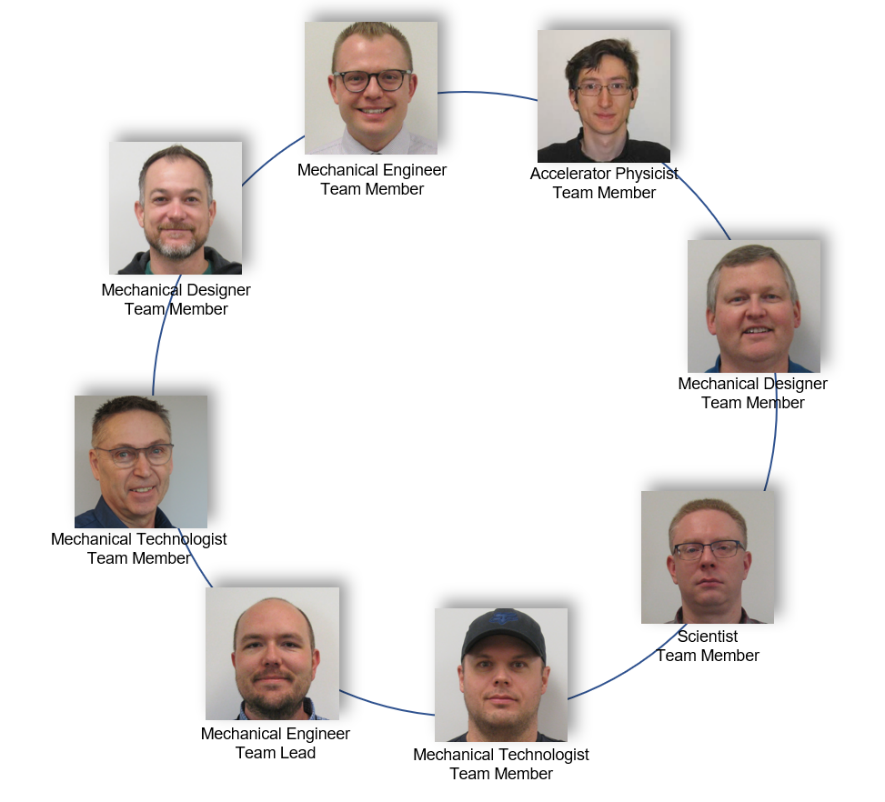 Mechanical Engineer
Team Member
Accelerator Physicist
Team Member
Mechanical Designer
Team Member
Mechanical Designer
Team Member
Mechanical Technologist
Team Member
Scientist
Team Member
Mechanical Engineer
Team Lead
Mechanical Technologist
Team Member